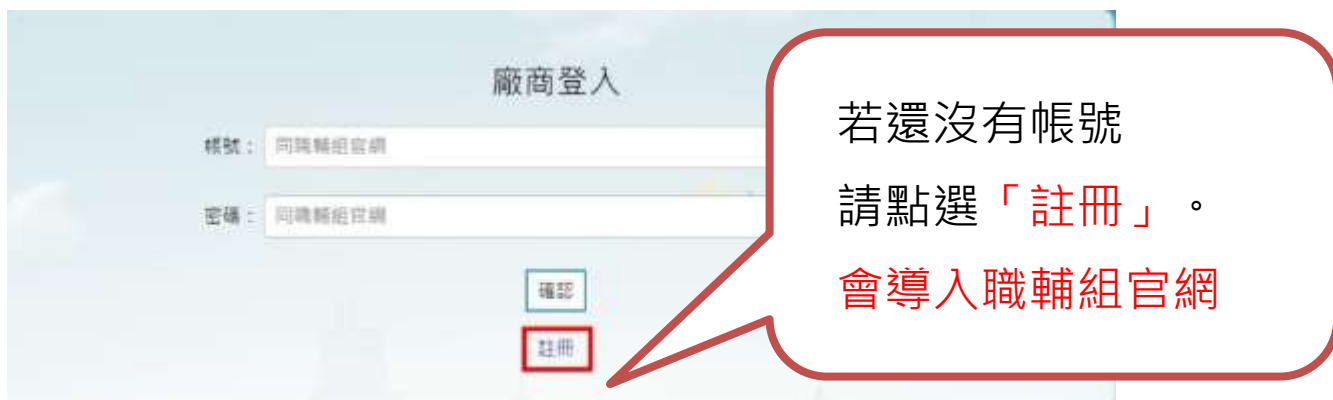 廠商登入
帳號：
同職輔組官網
密碼：
同職輔組官網
確認
註冊
若還沒有帳號
請點選「註冊」。
會導入職輔組官網